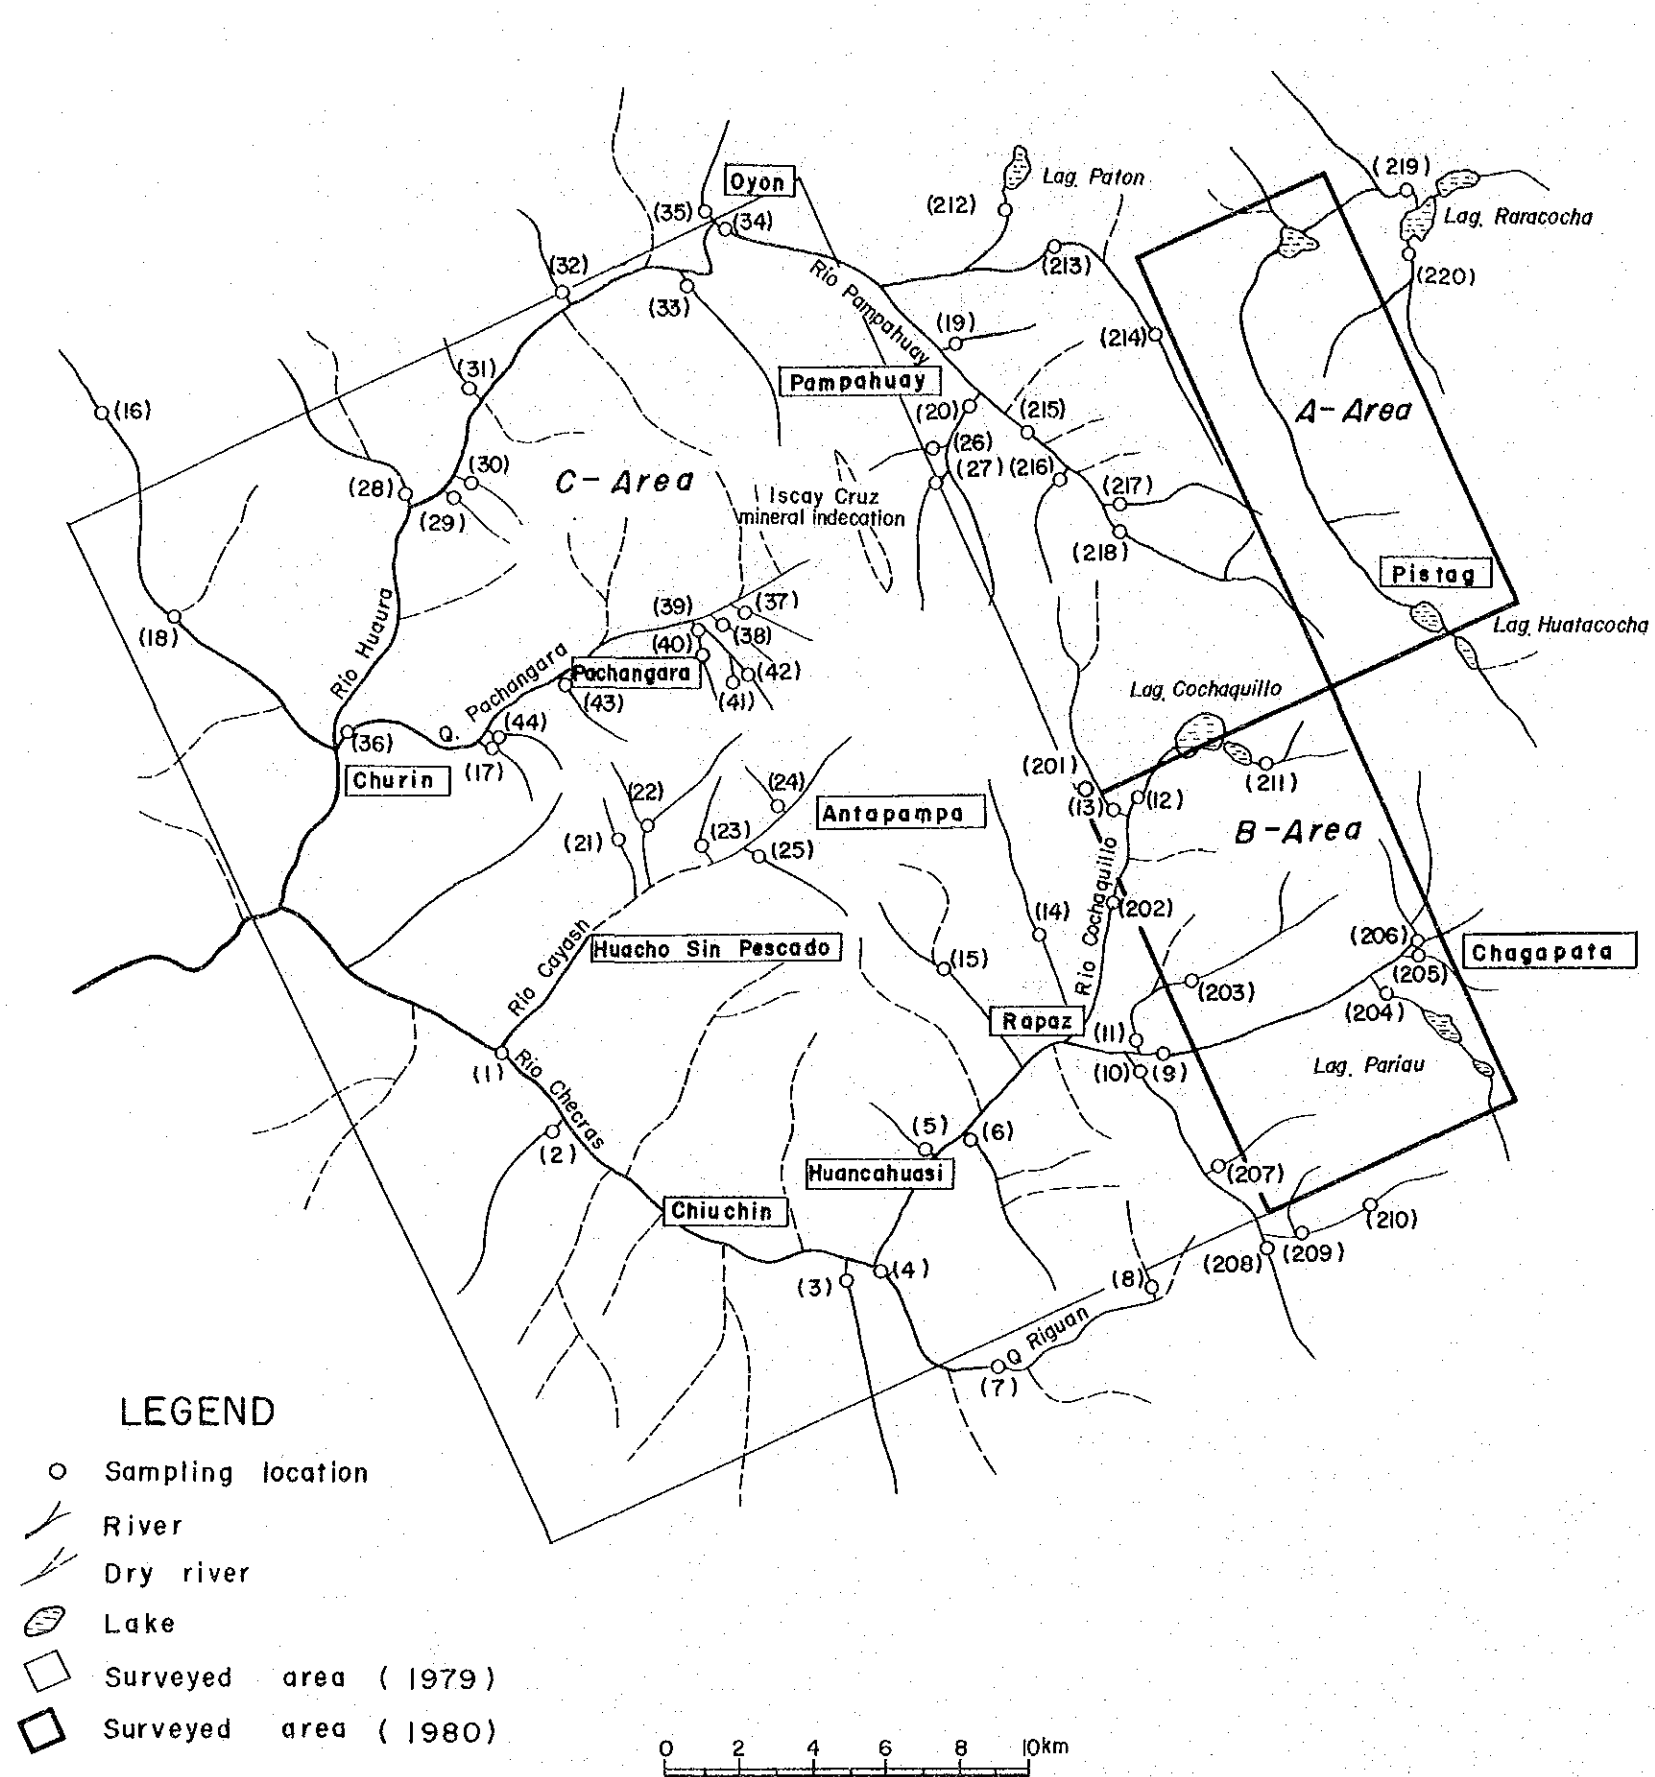 (219)
Oyon
Lag. Paton
(212)
(35)
(34)
Lag. Raracocha
(32)
(213)
(220)
(33)
Rio Pampahuay
(19)
(214)
(31)
Pampahuay
(16)
(20)
(215)
A-Area
(26)
(30)
(27)
(216)
(28)
C-Area
(217)
Iscay Cruz
mineral indecation
(29)
(218)
Pistag
(39)
(37)
(18)
(38)
(40)
Rio Huaura
Lag. Huatacocha
Pachangara
(42)
Q. Pachangara
(43)
(41)
Lag. Cochaquillo
(44)
(36)
(17)
(201)
(211)
Churin
(22)
(24)
(13)
(12)
Antapampa
(21)
(23)
(25)
B-Area
Rio Cochaquillo
(14)
(202)
Huacho Sin Pescado
(206)
Chagapata
(15)
(205)
Rio Cayash
(203)
(204)
Rapaz
(11)
(1)
(10)
(9)
Lag. Pariau
Rio Checras
(5)
(6)
(2)
Huancahuasi
(207)
Chiuchin
(210)
(4)
(208)
(209)
(3)
(8)
Q Riguan
(7)
LEGEND
Sampling location
River
Dry river
Lake
Surveyed area (1979)
Surveyed area (1980)
0 2 4 6 8 10km